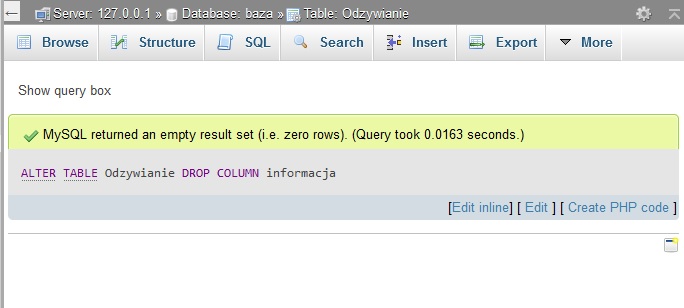 Server: 127.0.0.1 » Database: baza » Table: Odzywianie
Browse Structure SQL Search Insert Export More
Show query box
MySQL returned an empty result set (i.e. zero rows). (Query took 0.0163 seconds.)
ALTER TABLE Odzywianie DROP COLUMN informacja
[Edit inline] [ Edit ] [ Create PHP code ]